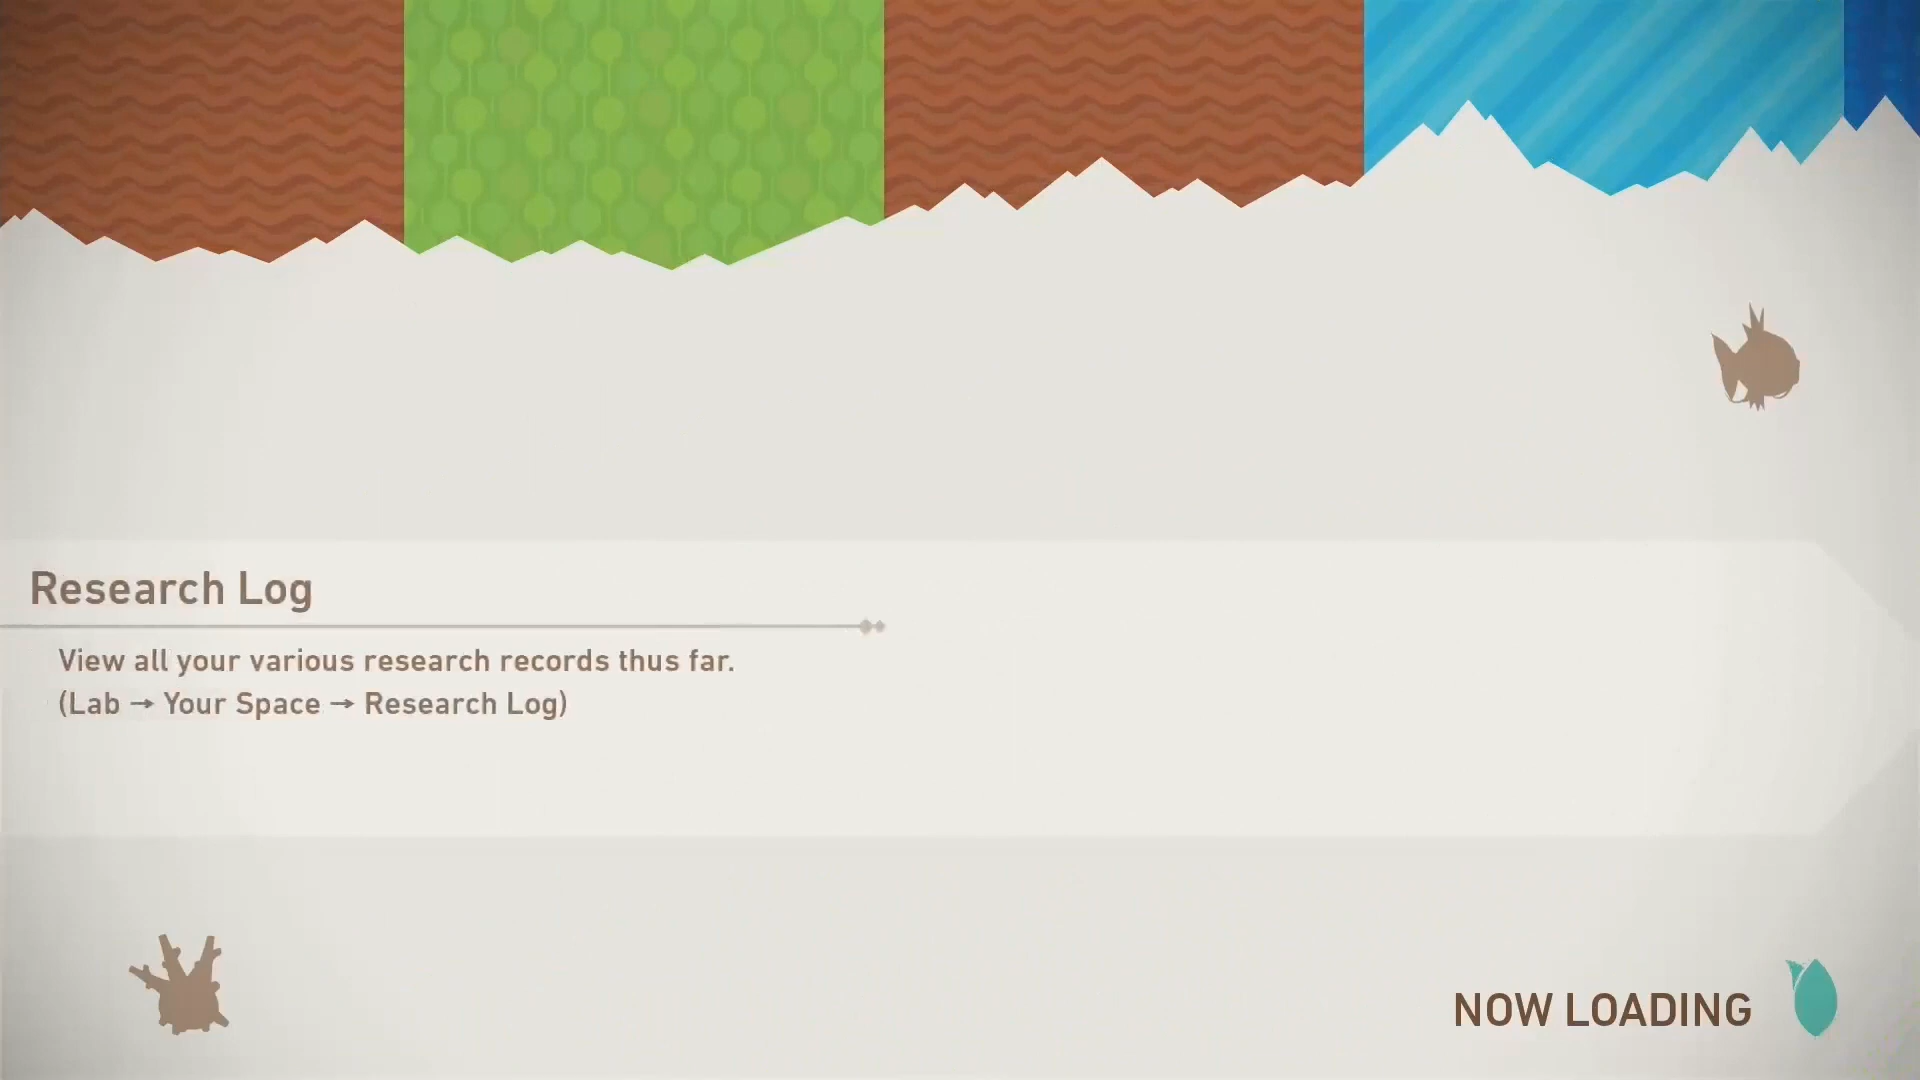 Research Log
View all your various research records thus far.
(Lab → Your Space → Research Log)
NOW LOADING